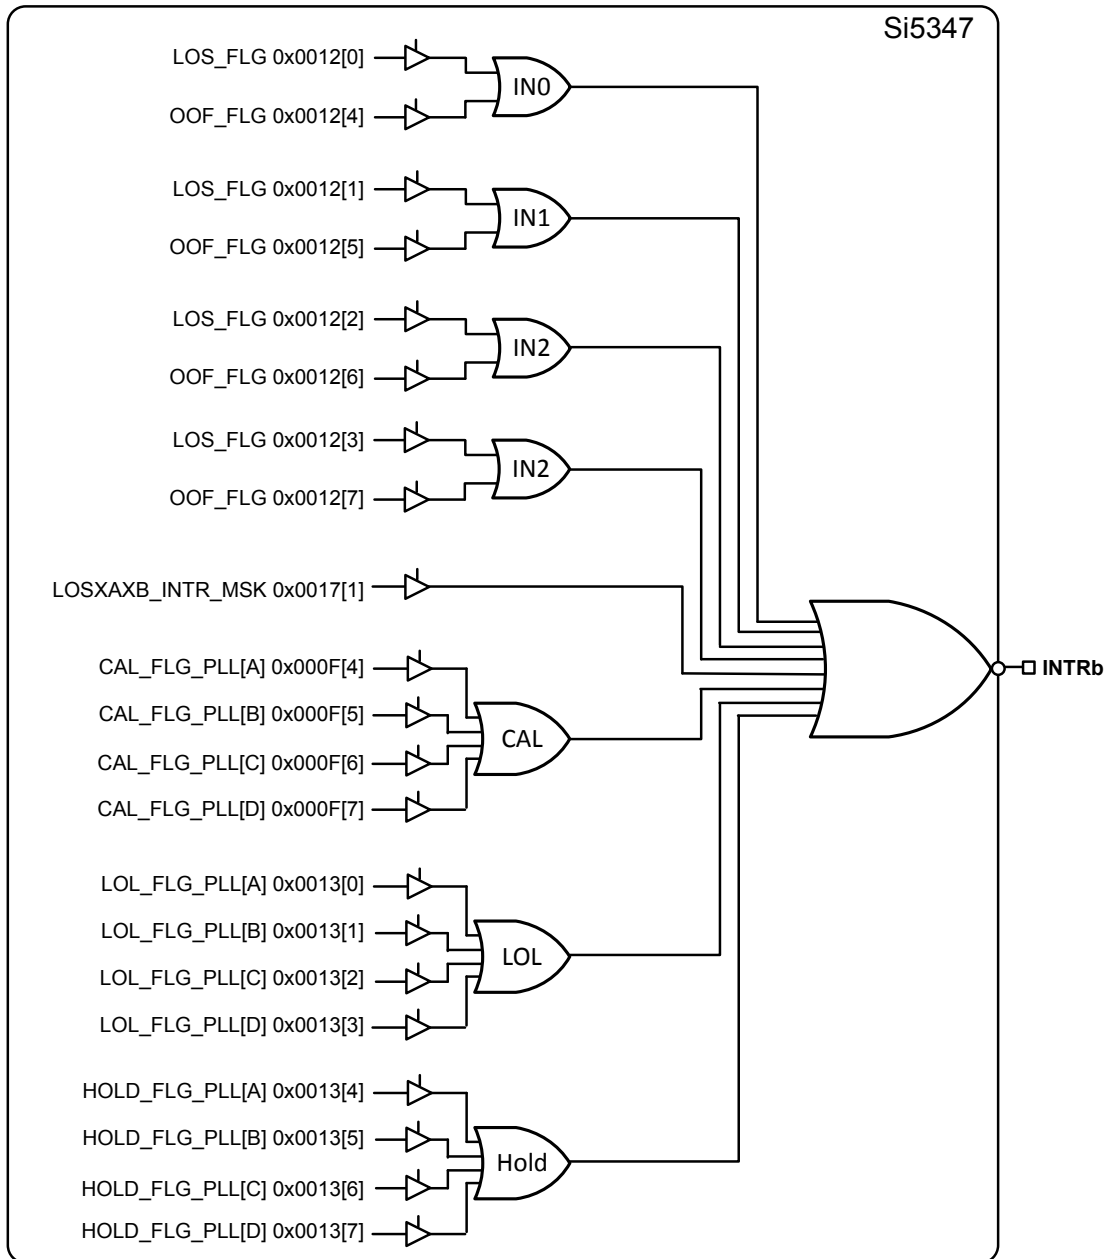 Si5347
LOS_FLG 0x0012[0]
IN0
OOF_FLG 0x0012[4]
LOS_FLG 0x0012[1]
IN1
OOF_FLG 0x0012[5]
LOS_FLG 0x0012[2]
IN2
OOF_FLG 0x0012[6]
LOS_FLG 0x0012[3]
IN2
OOF_FLG 0x0012[7]
LOSXAXB_INTR_MSK 0x0017[1]
INTRb
CAL_FLG_PLL[A] 0x000F[4]
CAL_FLG_PLL[B] 0x000F[5]
CAL
CAL_FLG_PLL[C] 0x000F[6]
CAL_FLG_PLL[D] 0x000F[7]
LOL_FLG_PLL[A] 0x0013[0]
LOL_FLG_PLL[B] 0x0013[1]
LOL
LOL_FLG_PLL[C] 0x0013[2]
LOL_FLG_PLL[D] 0x0013[3]
HOLD_FLG_PLL[A] 0x0013[4]
HOLD_FLG_PLL[B] 0x0013[5]
Hold
HOLD_FLG_PLL[C] 0x0013[6]
HOLD_FLG_PLL[D] 0x0013[7]